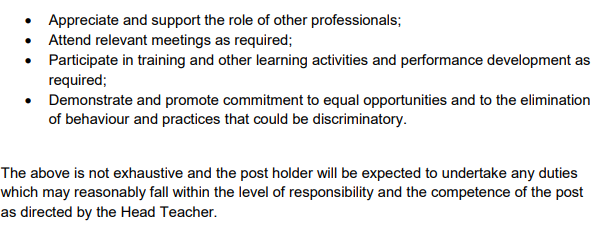 • Appreciate and support the role of other professionals;
• Attend relevant meetings as required;
• Participate in training and other learning activities and performance development as
required;
• Demonstrate and promote commitment to equal opportunities and to the elimination
of behaviour and practices that could be discriminatory.
The above is not exhaustive and the post holder will be expected to undertake any duties
which may reasonably fall within the level of responsibility and the competence of the post
as directed by the Head Teacher.